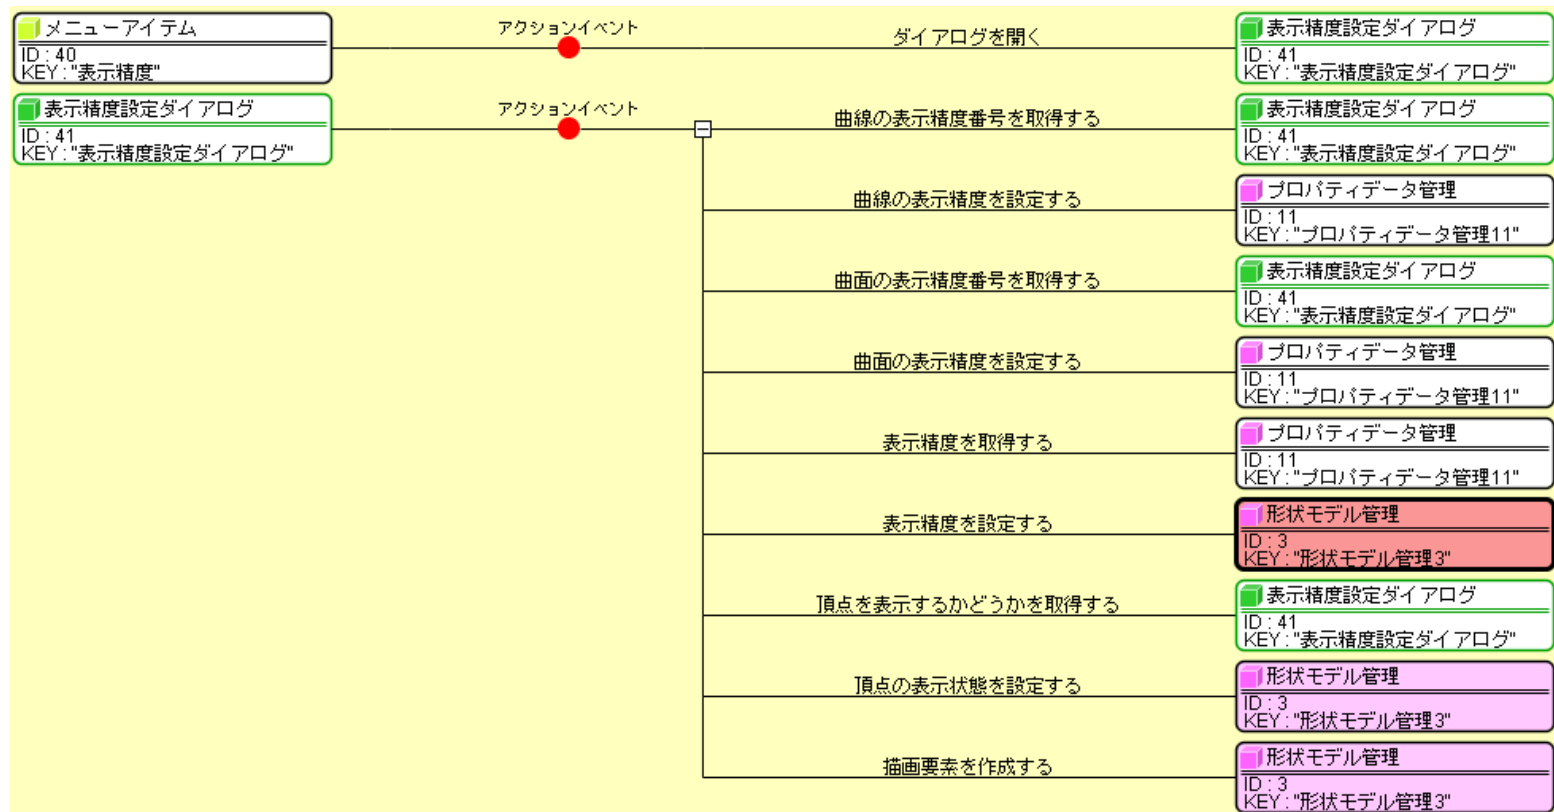 メニューアイテム
ID : 40
KEY : "表示精度"
アクションイベント
ダイアログを開く
表示精度設定ダイアログ
ID : 41
KEY : "表示精度設定ダイアログ"
表示精度設定ダイアログ
ID : 41
KEY : "表示精度設定ダイアログ"
アクションイベント
曲線の表示精度番号を取得する
表示精度設定ダイアログ
ID : 41
KEY : "表示精度設定ダイアログ"
曲線の表示精度を設定する
プロパティデータ管理
ID : 11
KEY : "プロパティデータ管理11"
曲面の表示精度番号を取得する
表示精度設定ダイアログ
ID : 41
KEY : "表示精度設定ダイアログ"
曲面の表示精度を設定する
プロパティデータ管理
ID : 11
KEY : "プロパティデータ管理11"
表示精度を取得する
プロパティデータ管理
ID : 11
KEY : "プロパティデータ管理11"
表示精度を設定する
形状モデル管理
ID : 3
KEY : "形状モデル管理3"
頂点を表示するかどうかを取得する
表示精度設定ダイアログ
ID : 41
KEY : "表示精度設定ダイアログ"
頂点の表示状態を設定する
形状モデル管理
ID : 3
KEY : "形状モデル管理3"
描画要素を作成する
形状モデル管理
ID : 3
KEY : "形状モデル管理3"